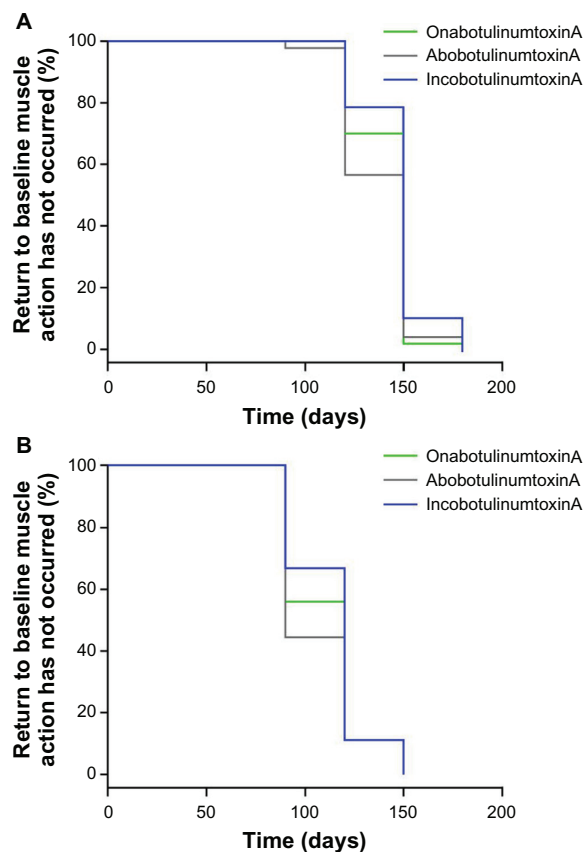 A
OnabotulinumtoxinA
AbobotulinumtoxinA
IncobotulinumtoxinA
Return to baseline muscle
action has not occurred (%)
100
80
60
40
20
0
0 50 100 150 200
Time (days)
B
OnabotulinumtoxinA
AbobotulinumtoxinA
IncobotulinumtoxinA
Return to baseline muscle
action has not occurred (%)
100
80
60
40
20
0
0 50 100 150 200
Time (days)